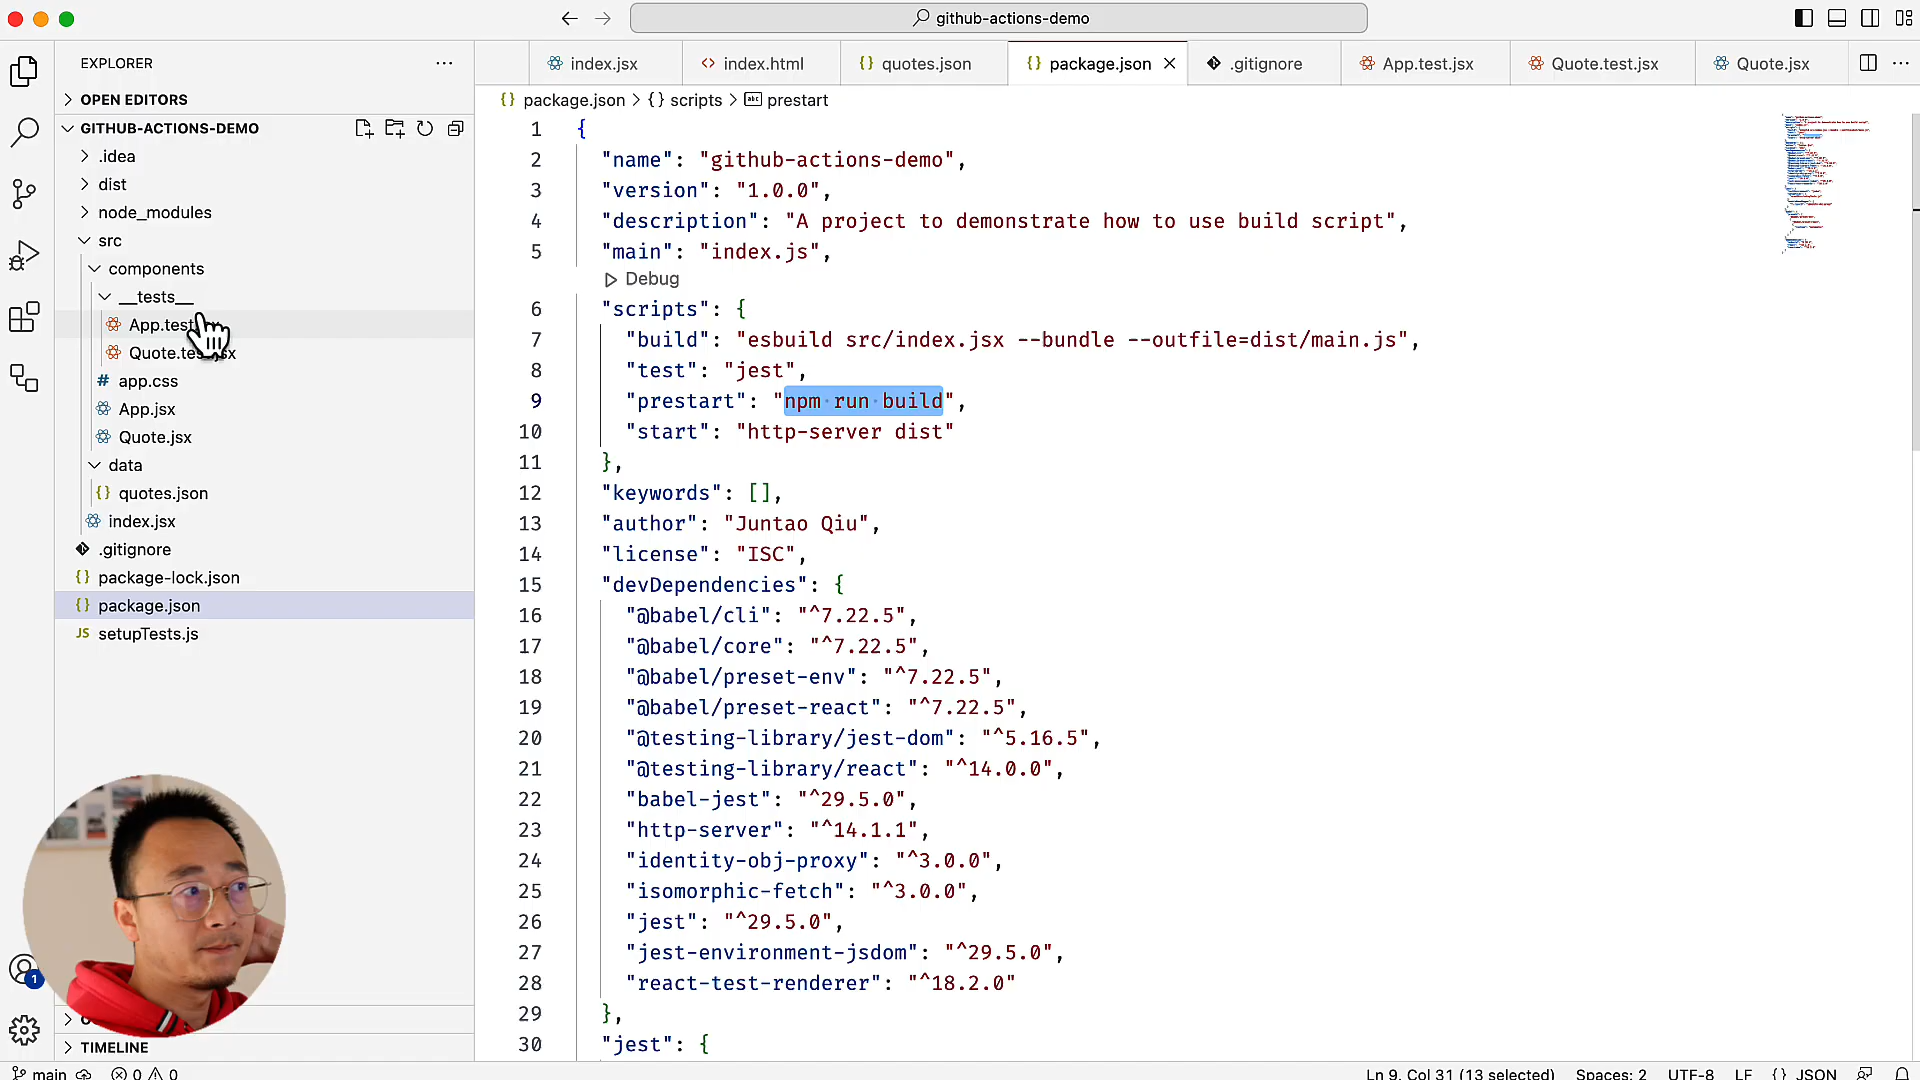 github-actions-demo
EXPLORER
index.jsx
index.html
quotes.json
package.json
.gitignore
App.test.jsx
Quote.test.jsx
Quote.jsx
OPEN EDITORS
GITHUB-ACTIONS-DEMO
.idea
dist
node_modules
src
components
__tests__
App.test
Quote.test.jsx
app.css
App.jsx
Quote.jsx
data
quotes.json
index.jsx
.gitignore
package-lock.json
package.json
JS setupTests.js
TIMELINE
package.json > {} scripts > prestart
1 {
2 "name": "github-actions-demo",
3 "version": "1.0.0",
4 "description": "A project to demonstrate how to use build script",
5 "main": "index.js",
Debug
6 "scripts": {
7 "build": "esbuild src/index.jsx --bundle --outfile=dist/main.js",
8 "test": "jest",
9 "prestart": "npm run build",
10 "start": "http-server dist"
11 },
12 "keywords": [],
13 "author": "Juntao Qiu",
14 "license": "ISC",
15 "devDependencies": {
16 "@babel/cli": "^7.22.5",
17 "@babel/core": "^7.22.5",
18 "@babel/preset-env": "^7.22.5",
19 "@babel/preset-react": "^7.22.5",
20 "@testing-library/jest-dom": "^5.16.5",
21 "@testing-library/react": "^14.0.0",
22 "babel-jest": "^29.5.0",
23 "http-server": "^14.1.1",
24 "identity-obj-proxy": "^3.0.0",
25 "isomorphic-fetch": "^3.0.0",
26 "jest": "^29.5.0",
27 "jest-environment-jsdom": "^29.5.0",
28 "react-test-renderer": "^18.2.0"
29 },
30 "jest": {
1
main 0 0
Ln 9, Col 31 (13 selected) Spaces: 2 UTF-8 LF {} JSON